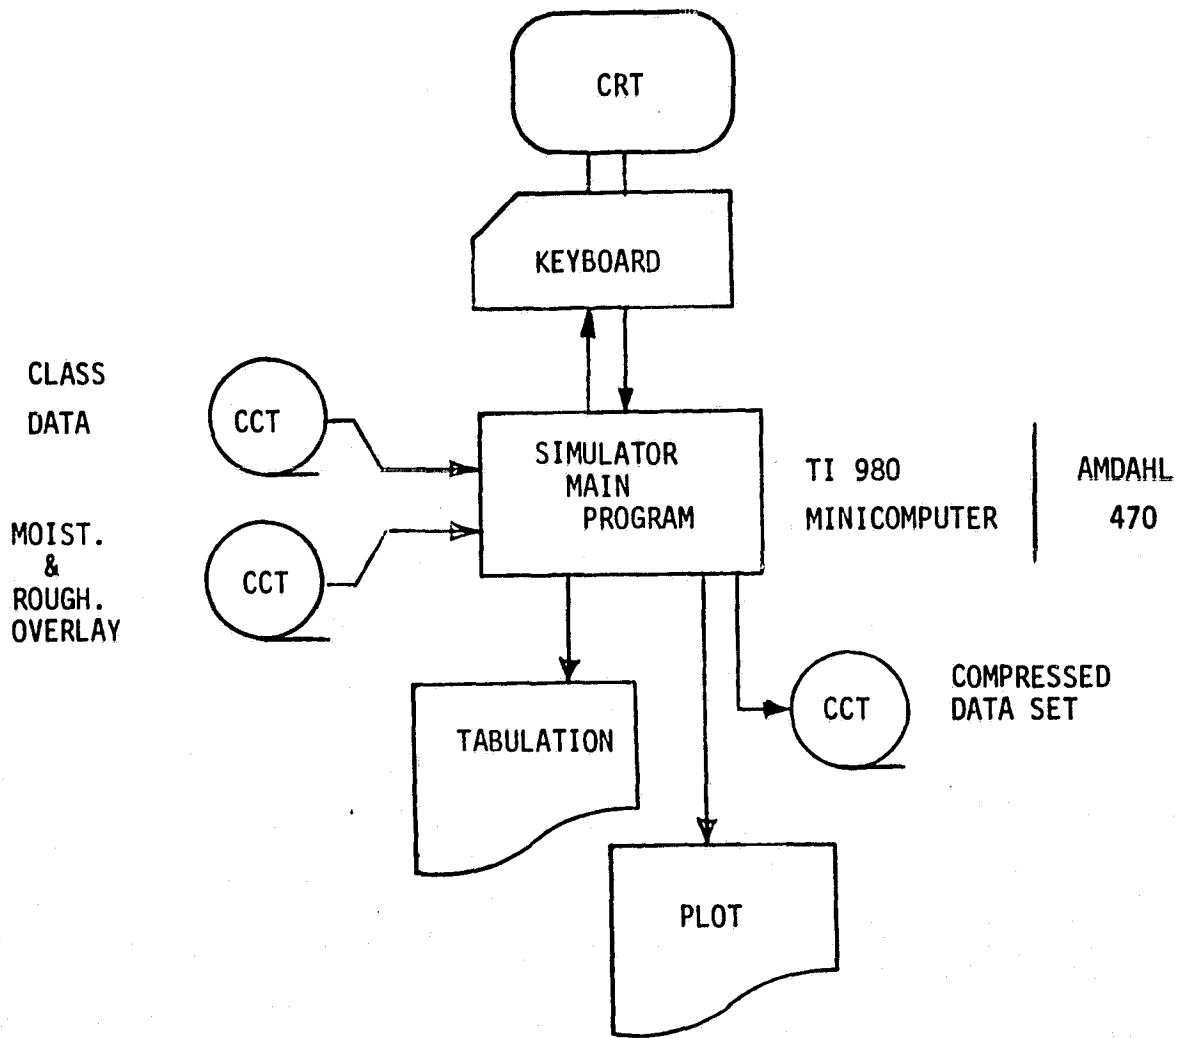 CRT
KEYBOARD
CLASS
DATA
CCT
MOIST.
&
ROUGH.
OVERLAY
CCT
SIMULATOR
MAIN
PROGRAM
TI 980
MINICOMPUTER
AMDAHL
470
TABULATION
CCT
COMPRESSED
DATA SET
PLOT